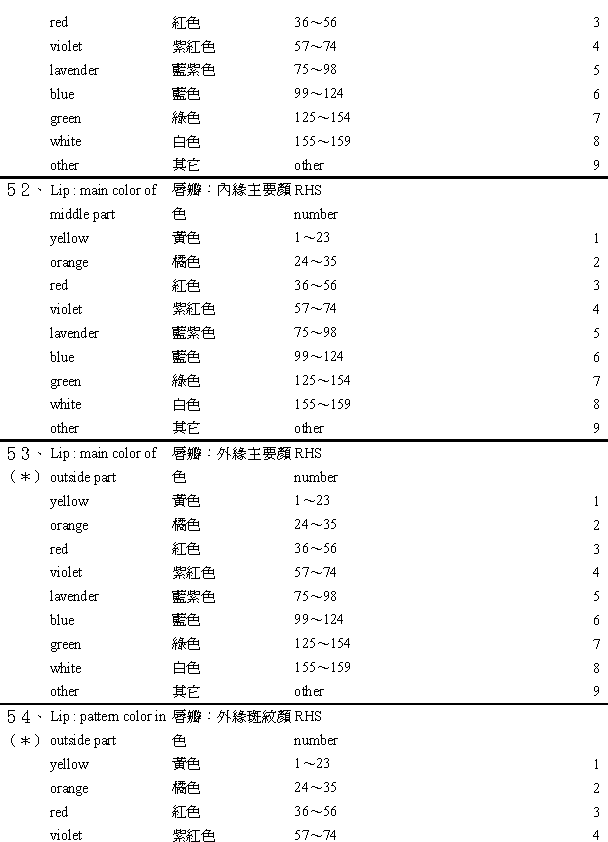 red 紅色 36～56 3
violet 紫紅色 57～74 4
lavender 藍紫色 75～98 5
blue 藍色 99～124 6
green 綠色 125～154 7
white 白色 155～159 8
other 其它 other 9
５２、 Lip : main color of 唇瓣：內緣主要顏 RHS
middle part 色 number
yellow 黃色 1～23 1
orange 橘色 24～35 2
red 紅色 36～56 3
violet 紫紅色 57～74 4
lavender 藍紫色 75～98 5
blue 藍色 99～124 6
green 綠色 125～154 7
white 白色 155～159 8
other 其它 other 9
５３、 Lip : main color of 唇瓣：外緣主要顏 RHS
（＊） outside part 色 number
yellow 黃色 1～23 1
orange 橘色 24～35 2
red 紅色 36～56 3
violet 紫紅色 57～74 4
lavender 藍紫色 75～98 5
blue 藍色 99～124 6
green 綠色 125～154 7
white 白色 155～159 8
other 其它 other 9
５４、 Lip : pattern color in 唇瓣：外緣斑紋顏 RHS
（＊） outside part 色 number
yellow 黃色 1～23 1
orange 橘色 24～35 2
red 紅色 36～56 3
violet 紫紅色 57～74 4